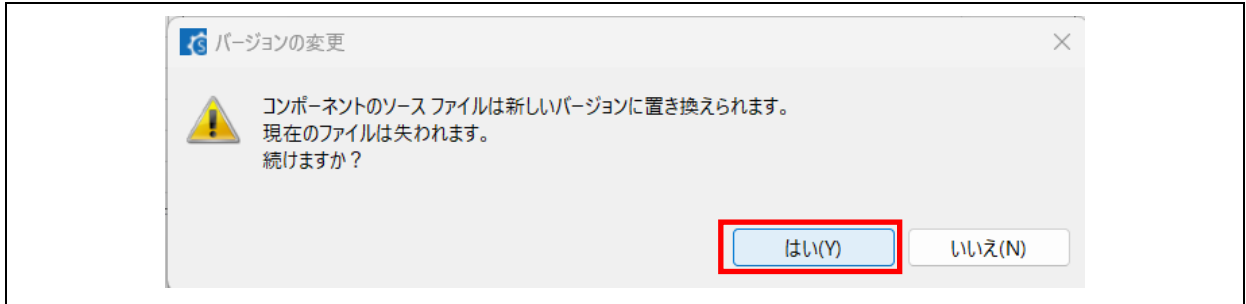 バージョンの変更
コンポーネントのソース ファイルは新しいバージョンに置き換えられます。
現在のファイルは失われます。
続けますか？
はい(Y)
いいえ(N)